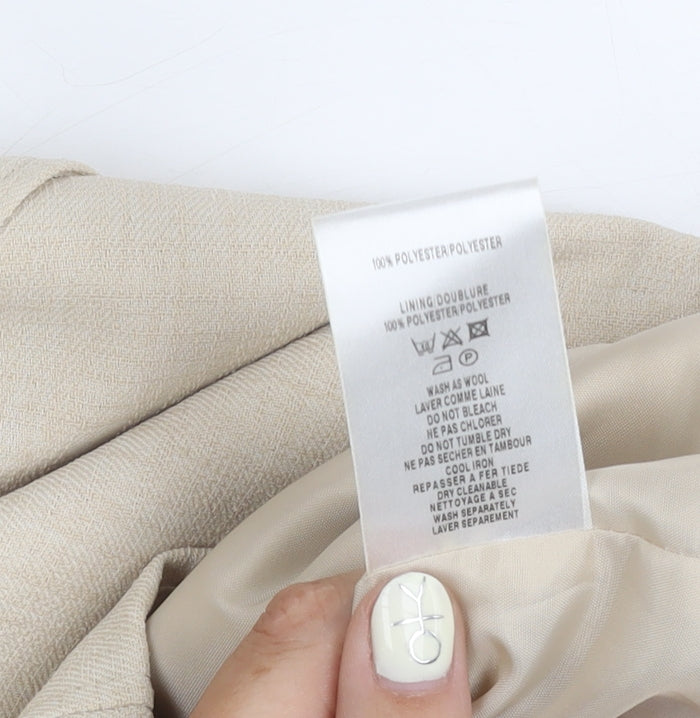 100% POLYESTER/POLYESTER
LINING/DOUBLURE
100% POLYESTER/POLYESTER
P
WASH AS WOOL
LAVER COMME LAINE
DO NOT BLEACH
NE PAS CHLORER
DO NOT TUMBLE DRY
NE PAS SECHER EN TAMBOUR
COOL IRON
REPASSER A FER TIEDE
DRY CLEANABLE
NETTOYAGE A SEC
WASH SEPARATELY
LAVER SEPAREMENT